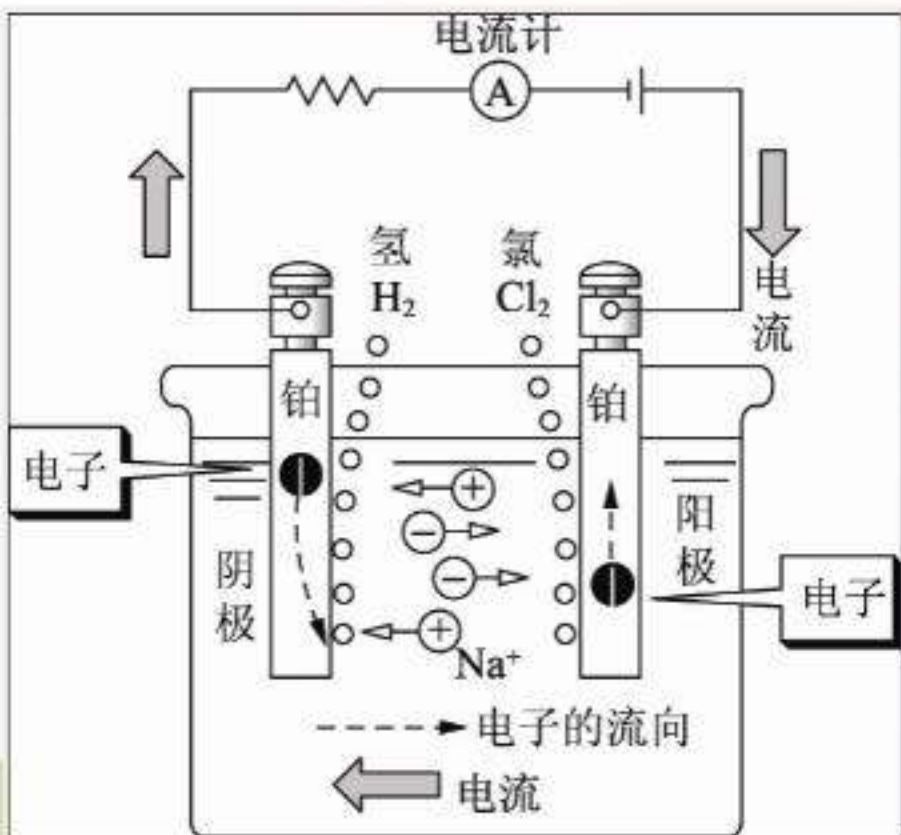 电流计
A
氢
H₂
氯
Cl₂
电流
铂
铂
电子
阴极
阳极
电子
+
−
−
+
Na⁺
电子的流向
电流